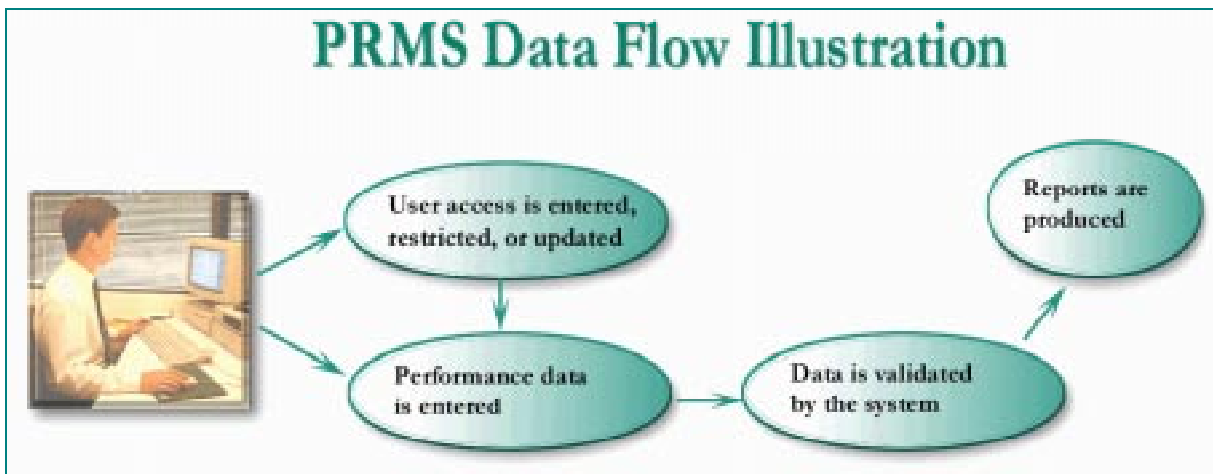 PRMS Data Flow Illustration
User access is entered,
restricted, or updated
Performance data
is entered
Data is validated
by the system
Reports are
produced